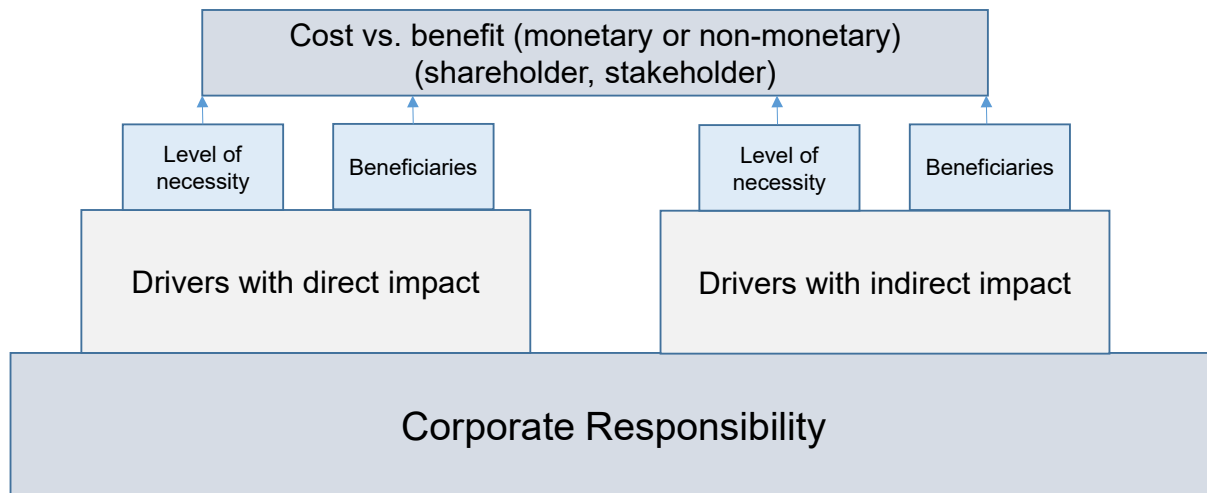 Cost vs. benefit (monetary or non-monetary)
(shareholder, stakeholder)
Level of
necessity
Beneficiaries
Level of
necessity
Beneficiaries
Drivers with direct impact
Drivers with indirect impact
Corporate Responsibility